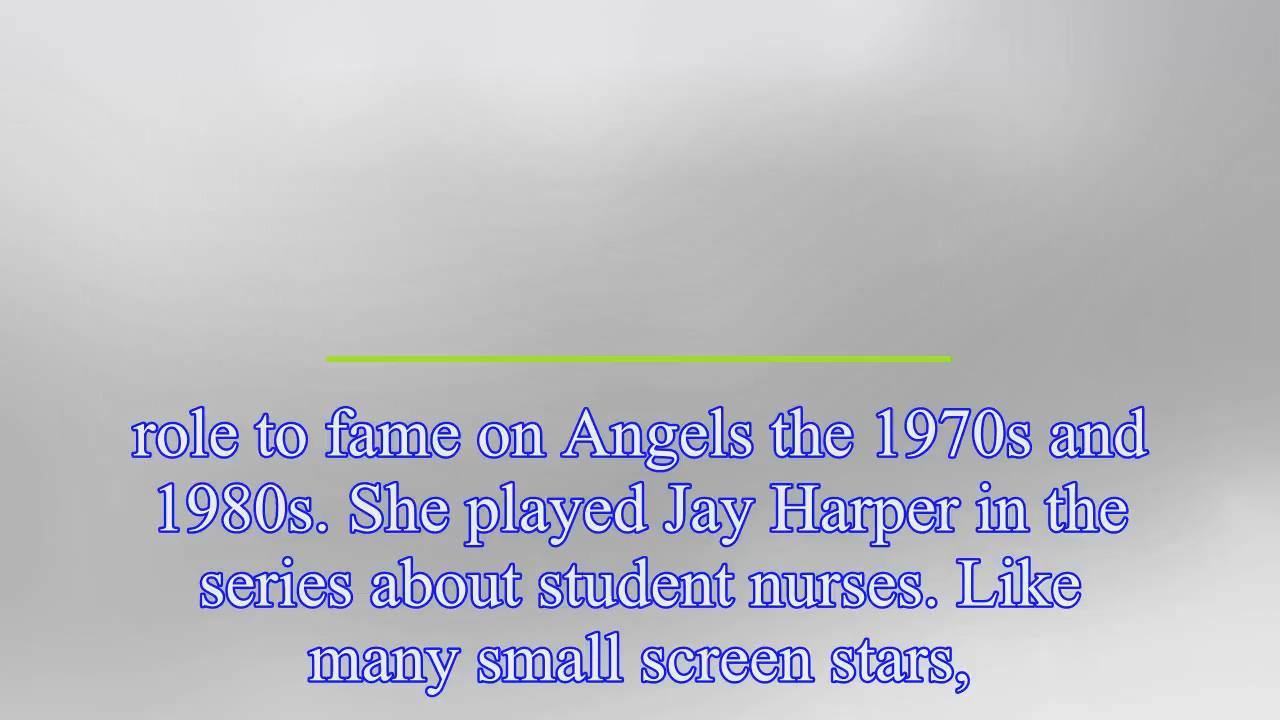 role to fame on Angels the 1970s and
1980s. She played Jay Harper in the
series about student nurses. Like
many small screen stars,